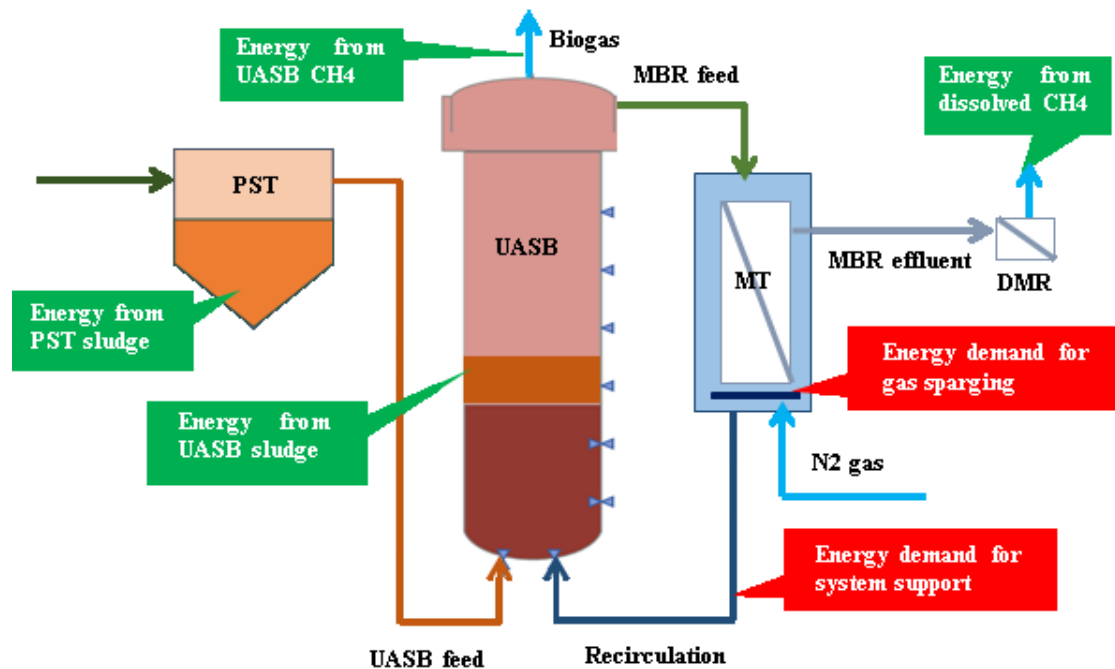 Energy from
UASB CH4
Biogas
MBR feed
Energy from
dissolved CH4
PST
UASB
MT
MBR effluent
DMR
Energy from
PST sludge
Energy demand for
gas sparging
Energy from
UASB sludge
N2 gas
Energy demand for
system support
UASB feed
Recirculation